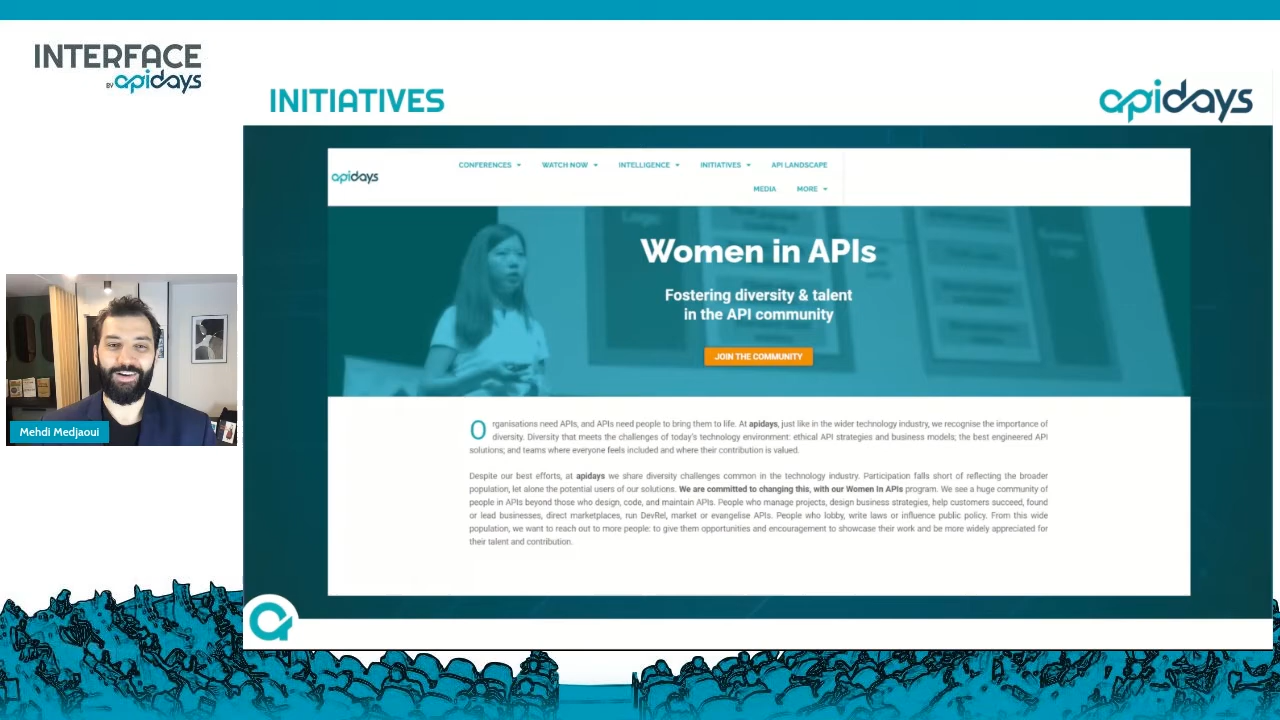 INTERFACE
BY apidays
INITIATIVES
apidays
apidays
CONFERENCES
WATCH NOW
INTELLIGENCE
INITIATIVES
API LANDSCAPE
MEDIA
MORE
Women in APIs
Fostering diversity & talent
in the API community
JOIN THE COMMUNITY
Organisations need APIs, and APIs need people to bring them to life. At apidays, just like in the wider technology industry, we recognise the importance of
diversity. Diversity that meets the challenges of today's technology environment: ethical API strategies and business models; the best engineered API
solutions; and teams where everyone feels included and where their contribution is valued.
Despite our best efforts, at apidays we share diversity challenges common in the technology industry. Participation falls short of reflecting the broader
population, let alone the potential users of our solutions. We are committed to changing this, with our Women In APIs program. We see a huge community of
people in APIs beyond those who design, code, and maintain APIs. People who manage projects, design business strategies, help customers succeed, found
or lead businesses, direct marketplaces, run DevRel, market or evangelise APIs. People who lobby, write laws or influence public policy. From this wide
population, we want to reach out to more people: to give them opportunities and encouragement to showcase their work and be more widely appreciated for
their talent and contribution.
Mehdi Medjaoui